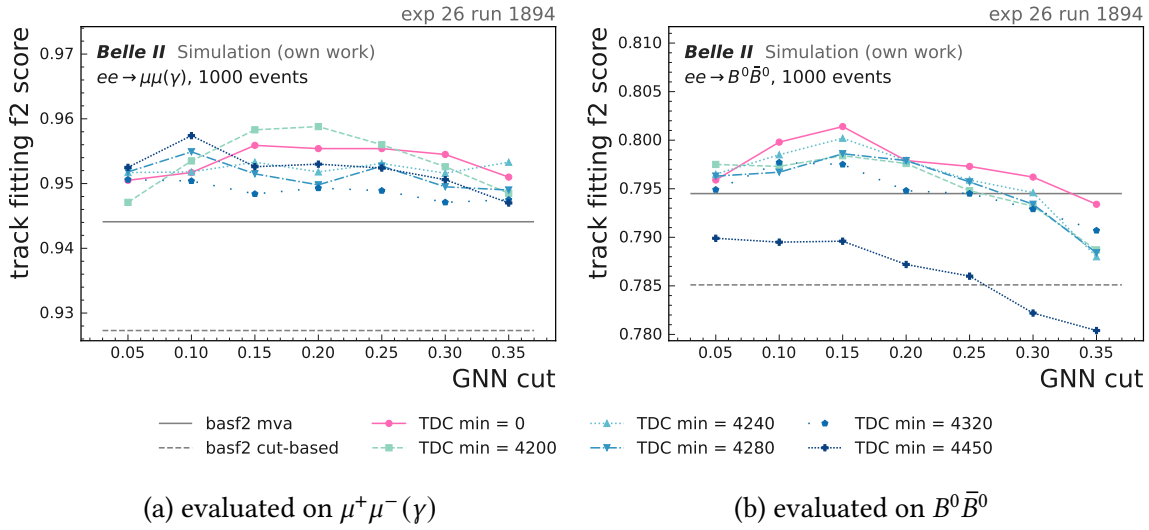 exp 26 run 1894
Belle II Simulation (own work)
ee → μμ(γ), 1000 events
track fitting f2 score
0.97
0.96
0.95
0.94
0.93
0.05 0.10 0.15 0.20 0.25 0.30 0.35
GNN cut
exp 26 run 1894
Belle II Simulation (own work)
ee → B⁰B̄⁰, 1000 events
track fitting f2 score
0.810
0.805
0.800
0.795
0.790
0.785
0.780
0.05 0.10 0.15 0.20 0.25 0.30 0.35
GNN cut
basf2 mva TDC min = 0 TDC min = 4240 TDC min = 4320
basf2 cut-based TDC min = 4200 TDC min = 4280 TDC min = 4450
(a) evaluated on μ⁺μ⁻(γ)
(b) evaluated on B⁰B̄⁰